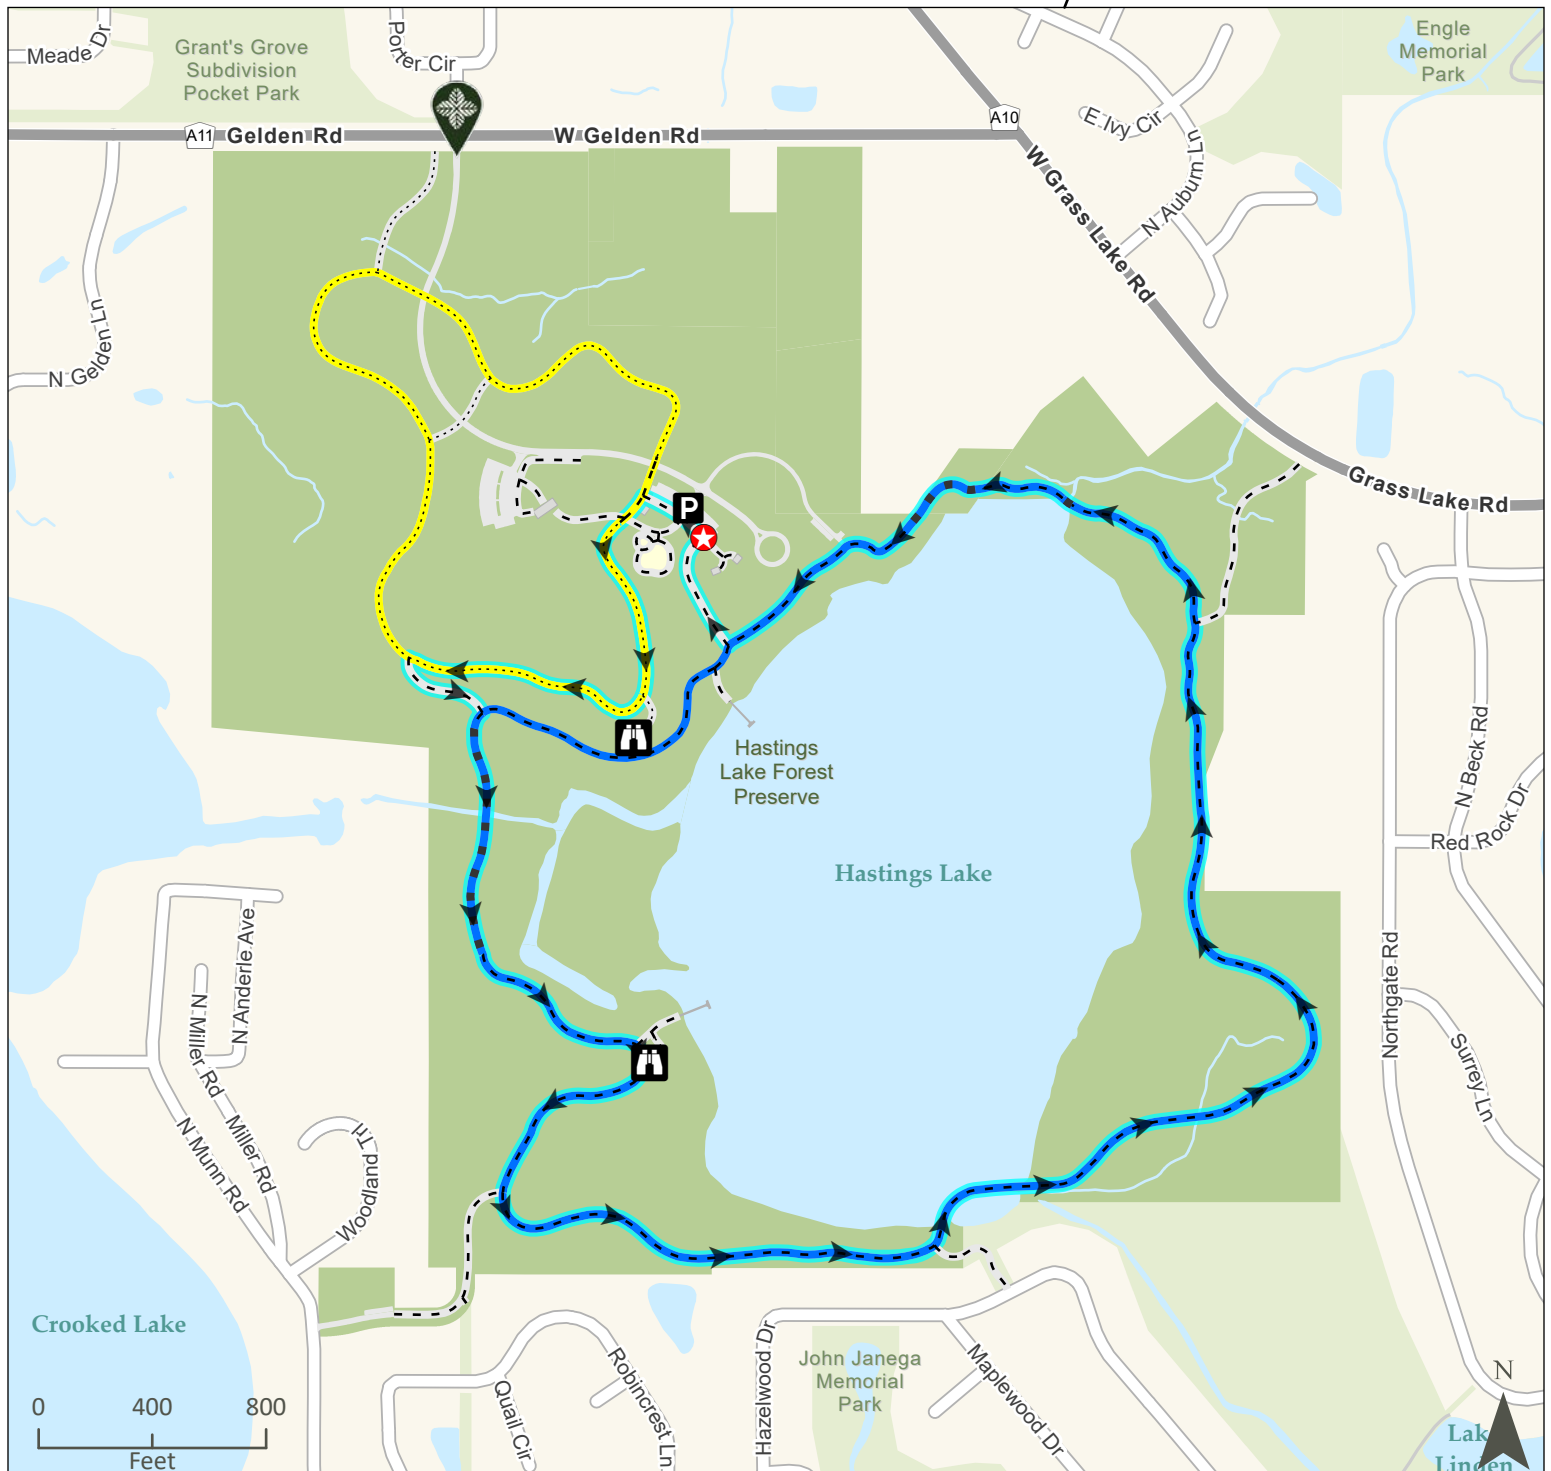 Meade Dr
Grant's Grove
Subdivision
Pocket Park
Porter Cir
Engle
Memorial
Park
A11
Gelden Rd
W Gelden Rd
A10
E Ivy Cir
N Auburn Ln
W Grass Lake Rd
N Gelden Ln
P
Grass Lake Rd
Hastings
Lake Forest
Preserve
Hastings Lake
N Beck Rd
Red Rock Dr
N Anderle Ave
N Miller Rd
Miller Rd
N Munn Rd
Woodland Trl
Northgate Rd
Surrey Ln
Crooked Lake
John Janega
Memorial
Park
Hazelwood Dr
Maplewood Dr
Robincrest Ln
Quail Cir
N
0 400 800
Feet
Lak
Linden